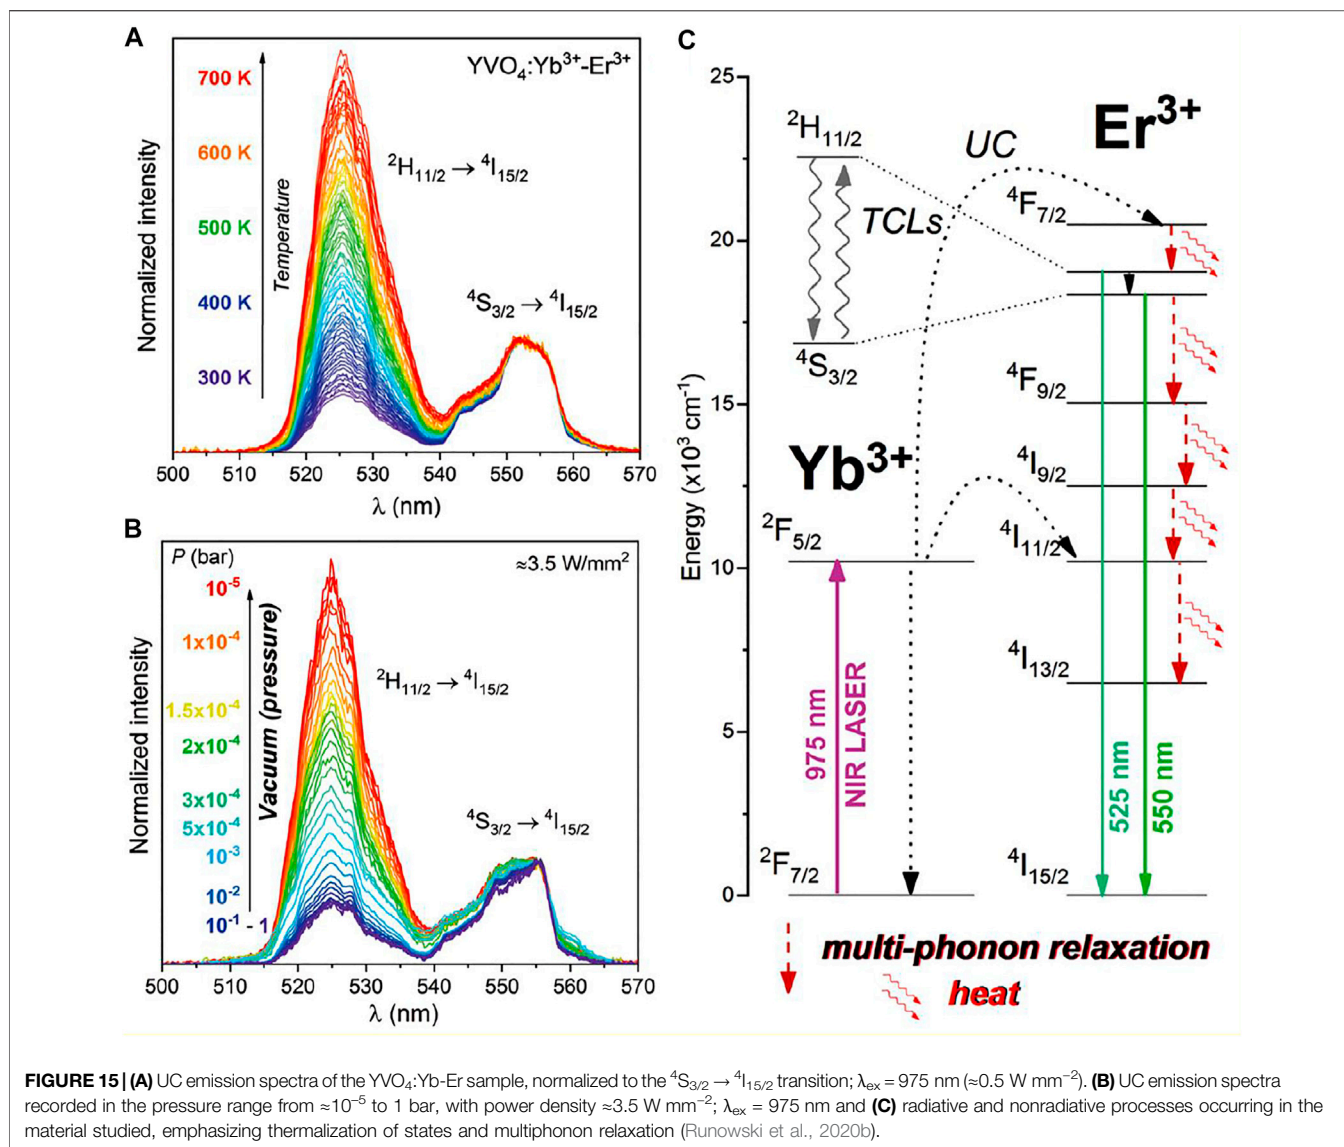 A
YVO₄:Yb³⁺-Er³⁺
700 K
600 K
500 K
400 K
300 K
Temperature
²H₁₁/₂ → ⁴I₁₅/₂
⁴S₃/₂ → ⁴I₁₅/₂
Normalized intensity
500 510 520 530 540 550 560 570
λ (nm)
B
P (bar)
≈3.5 W/mm²
10⁻⁵
1x10⁻⁴
1.5x10⁻⁴
2x10⁻⁴
3x10⁻⁴
5x10⁻⁴
10⁻³
10⁻²
10⁻¹ - 1
Vacuum (pressure)
²H₁₁/₂ → ⁴I₁₅/₂
⁴S₃/₂ → ⁴I₁₅/₂
Normalized intensity
500 510 520 530 540 550 560 570
λ (nm)
C
25
20
15
10
5
0
Energy (x10³ cm⁻¹)
²H₁₁/₂
TCLs
⁴S₃/₂
UC
Er³⁺
⁴F₇/₂
⁴F₉/₂
⁴I₉/₂
⁴I₁₁/₂
⁴I₁₃/₂
⁴I₁₅/₂
Yb³⁺
²F₅/₂
²F₇/₂
975 nm
NIR LASER
525 nm
550 nm
multi-phonon relaxation
heat
FIGURE 15 | (A) UC emission spectra of the YVO₄:Yb-Er sample, normalized to the ⁴S₃/₂ → ⁴I₁₅/₂ transition; λₑₓ = 975 nm (≈0.5 W mm⁻²). (B) UC emission spectra
recorded in the pressure range from ≈10⁻⁵ to 1 bar, with power density ≈3.5 W mm⁻²; λₑₓ = 975 nm and (C) radiative and nonradiative processes occurring in the
material studied, emphasizing thermalization of states and multiphonon relaxation (Runowski et al., 2020b).